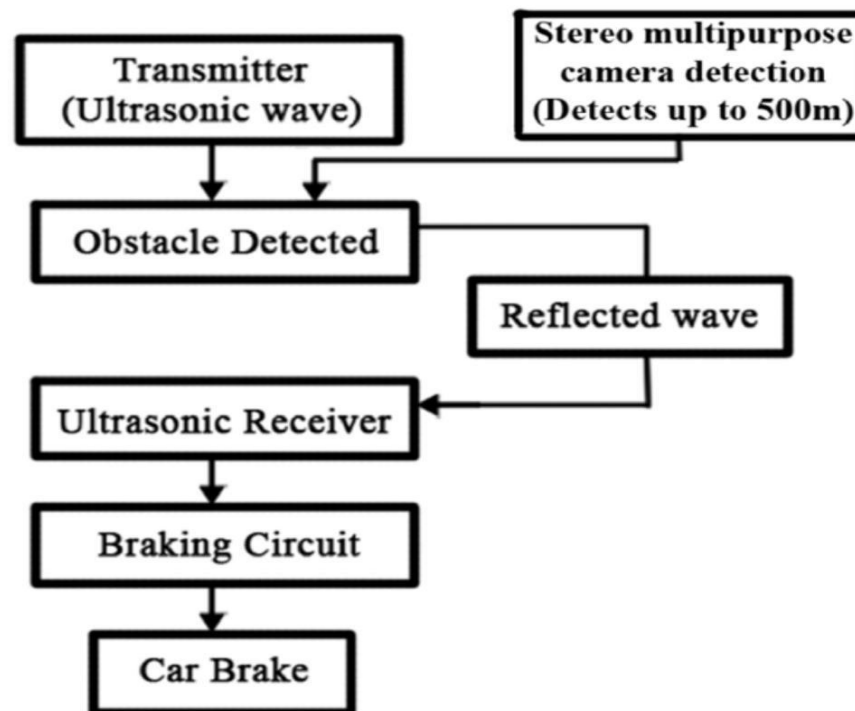 Transmitter
(Ultrasonic wave)
Stereo multipurpose
camera detection
(Detects up to 500m)
Obstacle Detected
Reflected wave
Ultrasonic Receiver
Braking Circuit
Car Brake